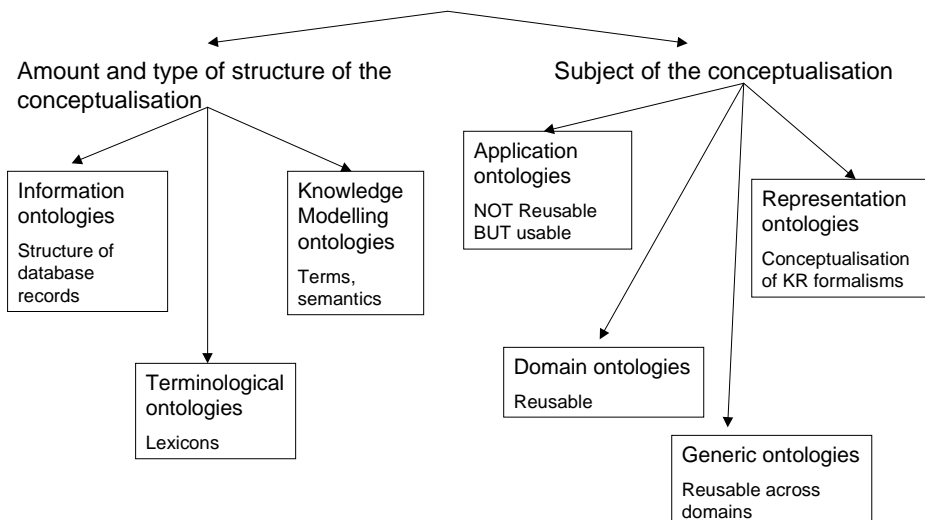 Amount and type of structure of the
conceptualisation
Subject of the conceptualisation
Information
ontologies
Structure of
database
records
Knowledge
Modelling
ontologies
Terms,
semantics
Terminological
ontologies
Lexicons
Application
ontologies
NOT Reusable
BUT usable
Representation
ontologies
Conceptualisation
of KR formalisms
Domain ontologies
Reusable
Generic ontologies
Reusable across
domains